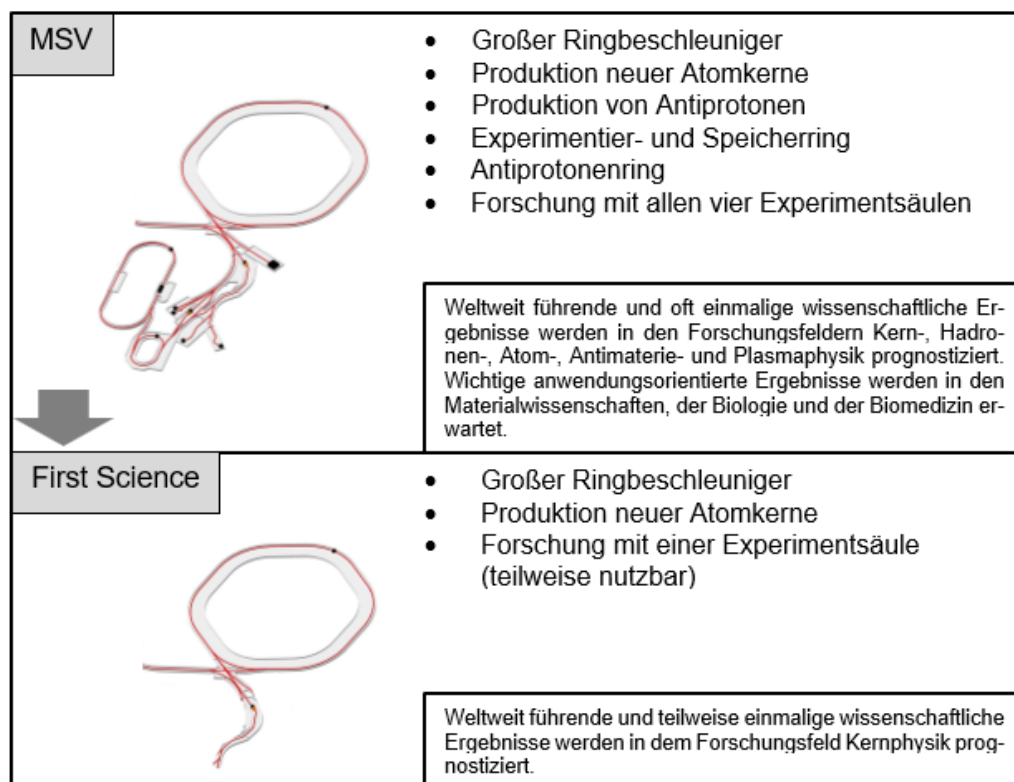 MSV
• Großer Ringbeschleuniger
• Produktion neuer Atomkerne
• Produktion von Antiprotonen
• Experimentier- und Speicherring
• Antiprotonenring
• Forschung mit allen vier Experimentsäulen
Weltweit führende und oft einmalige wissenschaftliche Er-
gebnisse werden in den Forschungsfeldern Kern-, Hadro-
nen-, Atom-, Antimaterie- und Plasmaphysik prognostiziert.
Wichtige anwendungsorientierte Ergebnisse werden in den
Materialwissenschaften, der Biologie und der Biomedizin er-
wartet.
First Science
• Großer Ringbeschleuniger
• Produktion neuer Atomkerne
• Forschung mit einer Experimentsäule
(teilweise nutzbar)
Weltweit führende und teilweise einmalige wissenschaftliche
Ergebnisse werden in dem Forschungsfeld Kernphysik prog-
nostiziert.